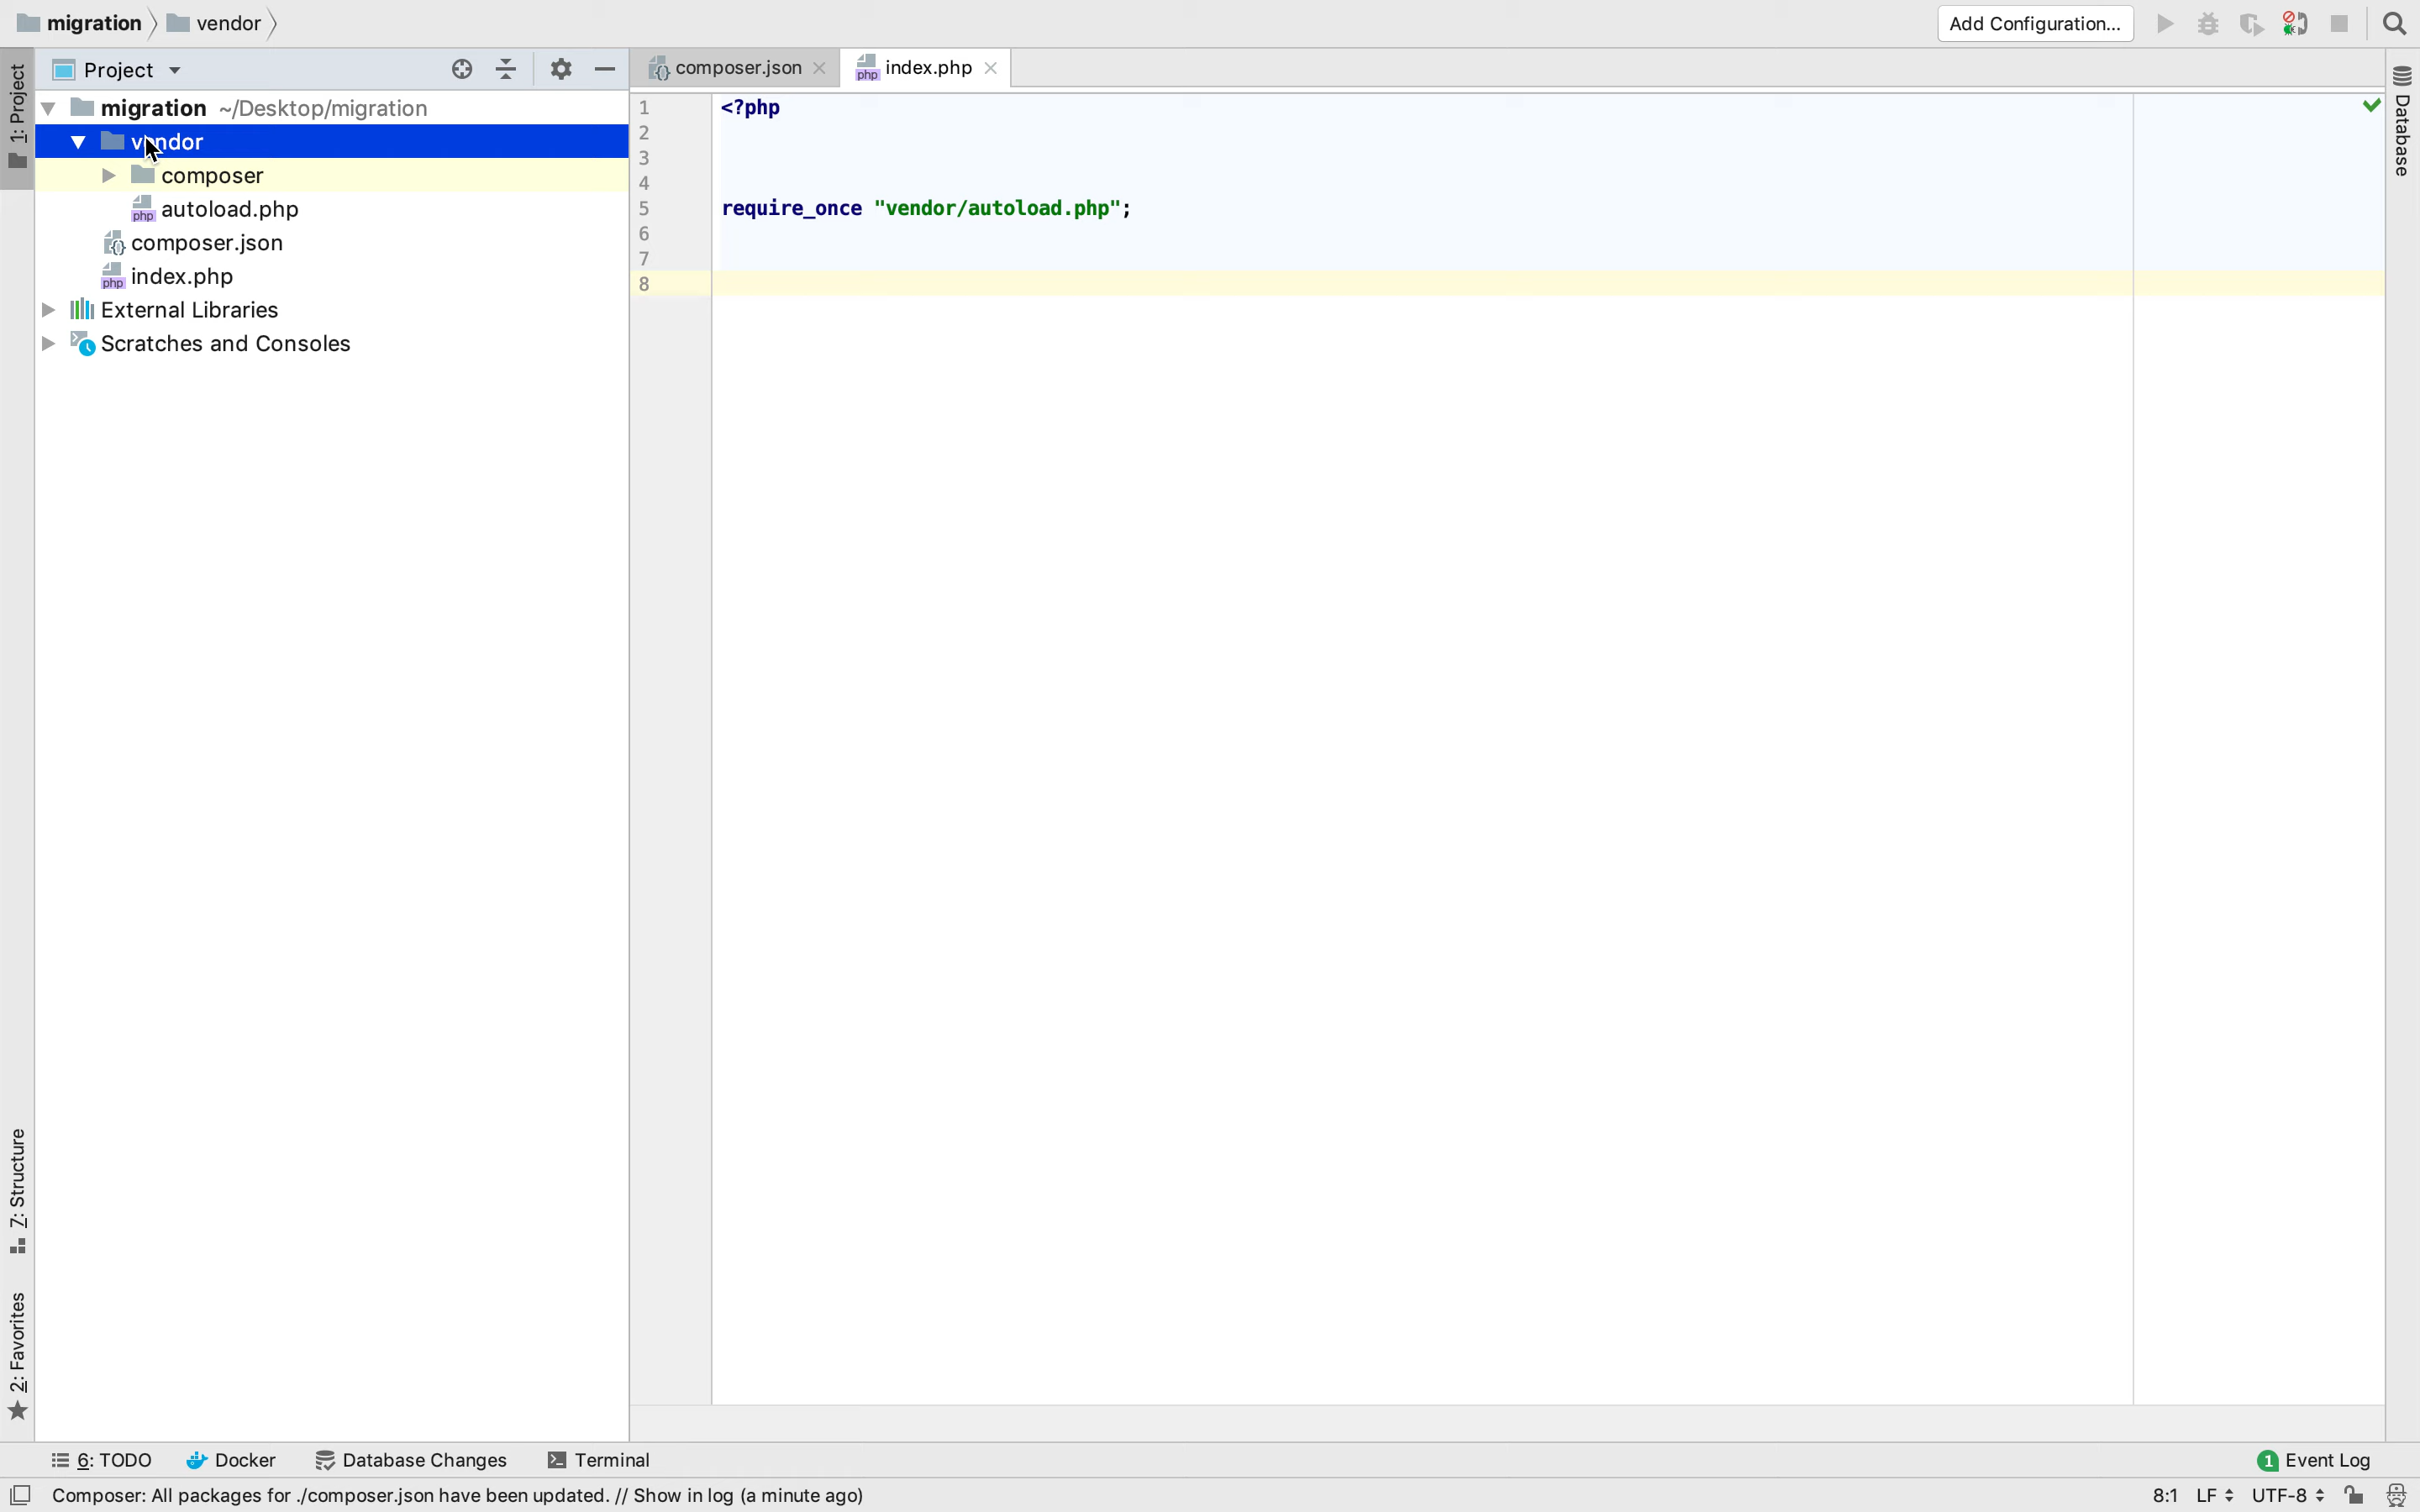 migration vendor
Add Configuration...
1: Project
Project
composer.json
index.php
migration ~/Desktop/migration
vendor
composer
php autoload.php
composer.json
php index.php
External Libraries
Scratches and Consoles
1 <?php
2
3
4
5 require_once "vendor/autoload.php";
6
7
8
Database
7: Structure
2: Favorites
6: TODO
Docker
Database Changes
Terminal
1 Event Log
Composer: All packages for ./composer.json have been updated. // Show in log (a minute ago)
8:1 LF UTF-8